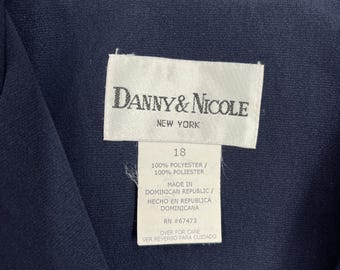 DANNY & NICOLE
NEW YORK
18
100% POLYESTER /
100% POLIESTER
MADE IN
DOMINICAN REPUBLIC /
HECHO EN REPUBLICA
DOMINICANA
RN #67473
OVER FOR CARE
VER REVERSO PARA CUIDADO